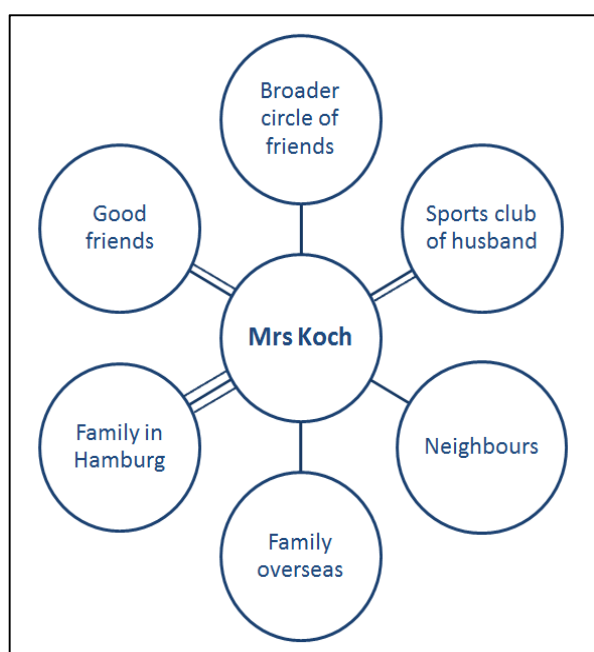 Broader
circle of
friends
Good
friends
Sports club
of husband
Mrs Koch
Family in
Hamburg
Neighbours
Family
overseas